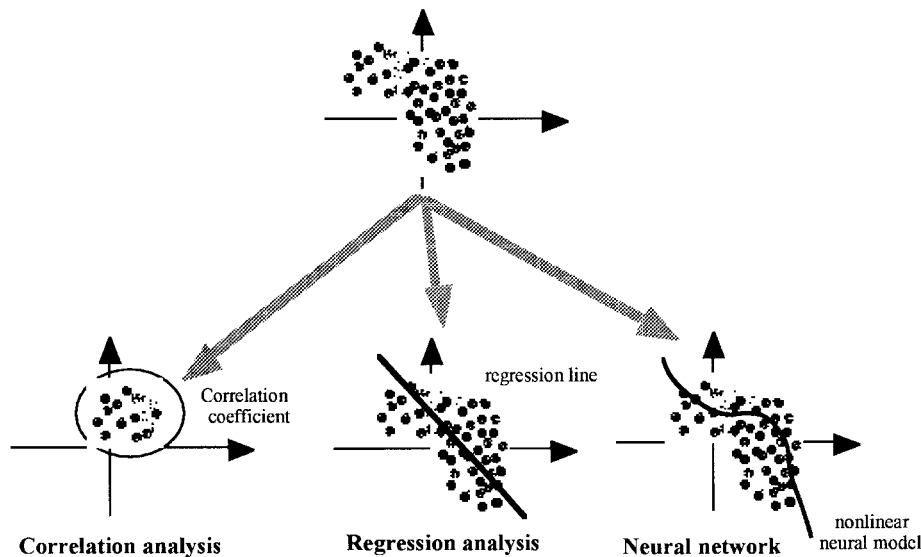 regression line
Correlation
coefficient
nonlinear
neural model
Correlation analysis
Regression analysis
Neural network